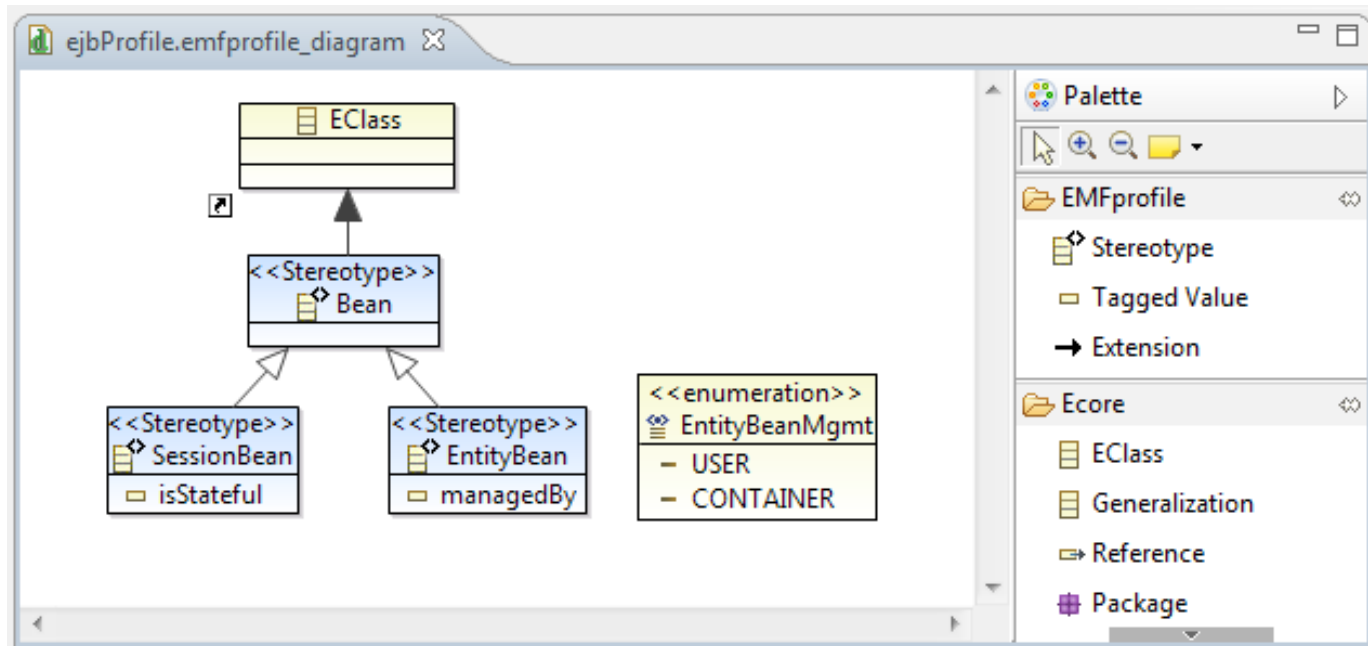 ejbProfile.emfprofile_diagram
EClass
<<Stereotype>>
Bean
<<Stereotype>>
SessionBean
isStateful
<<Stereotype>>
EntityBean
managedBy
<<enumeration>>
EntityBeanMgmt
USER
CONTAINER
Palette
EMFprofile
Stereotype
Tagged Value
Extension
Ecore
EClass
Generalization
Reference
Package